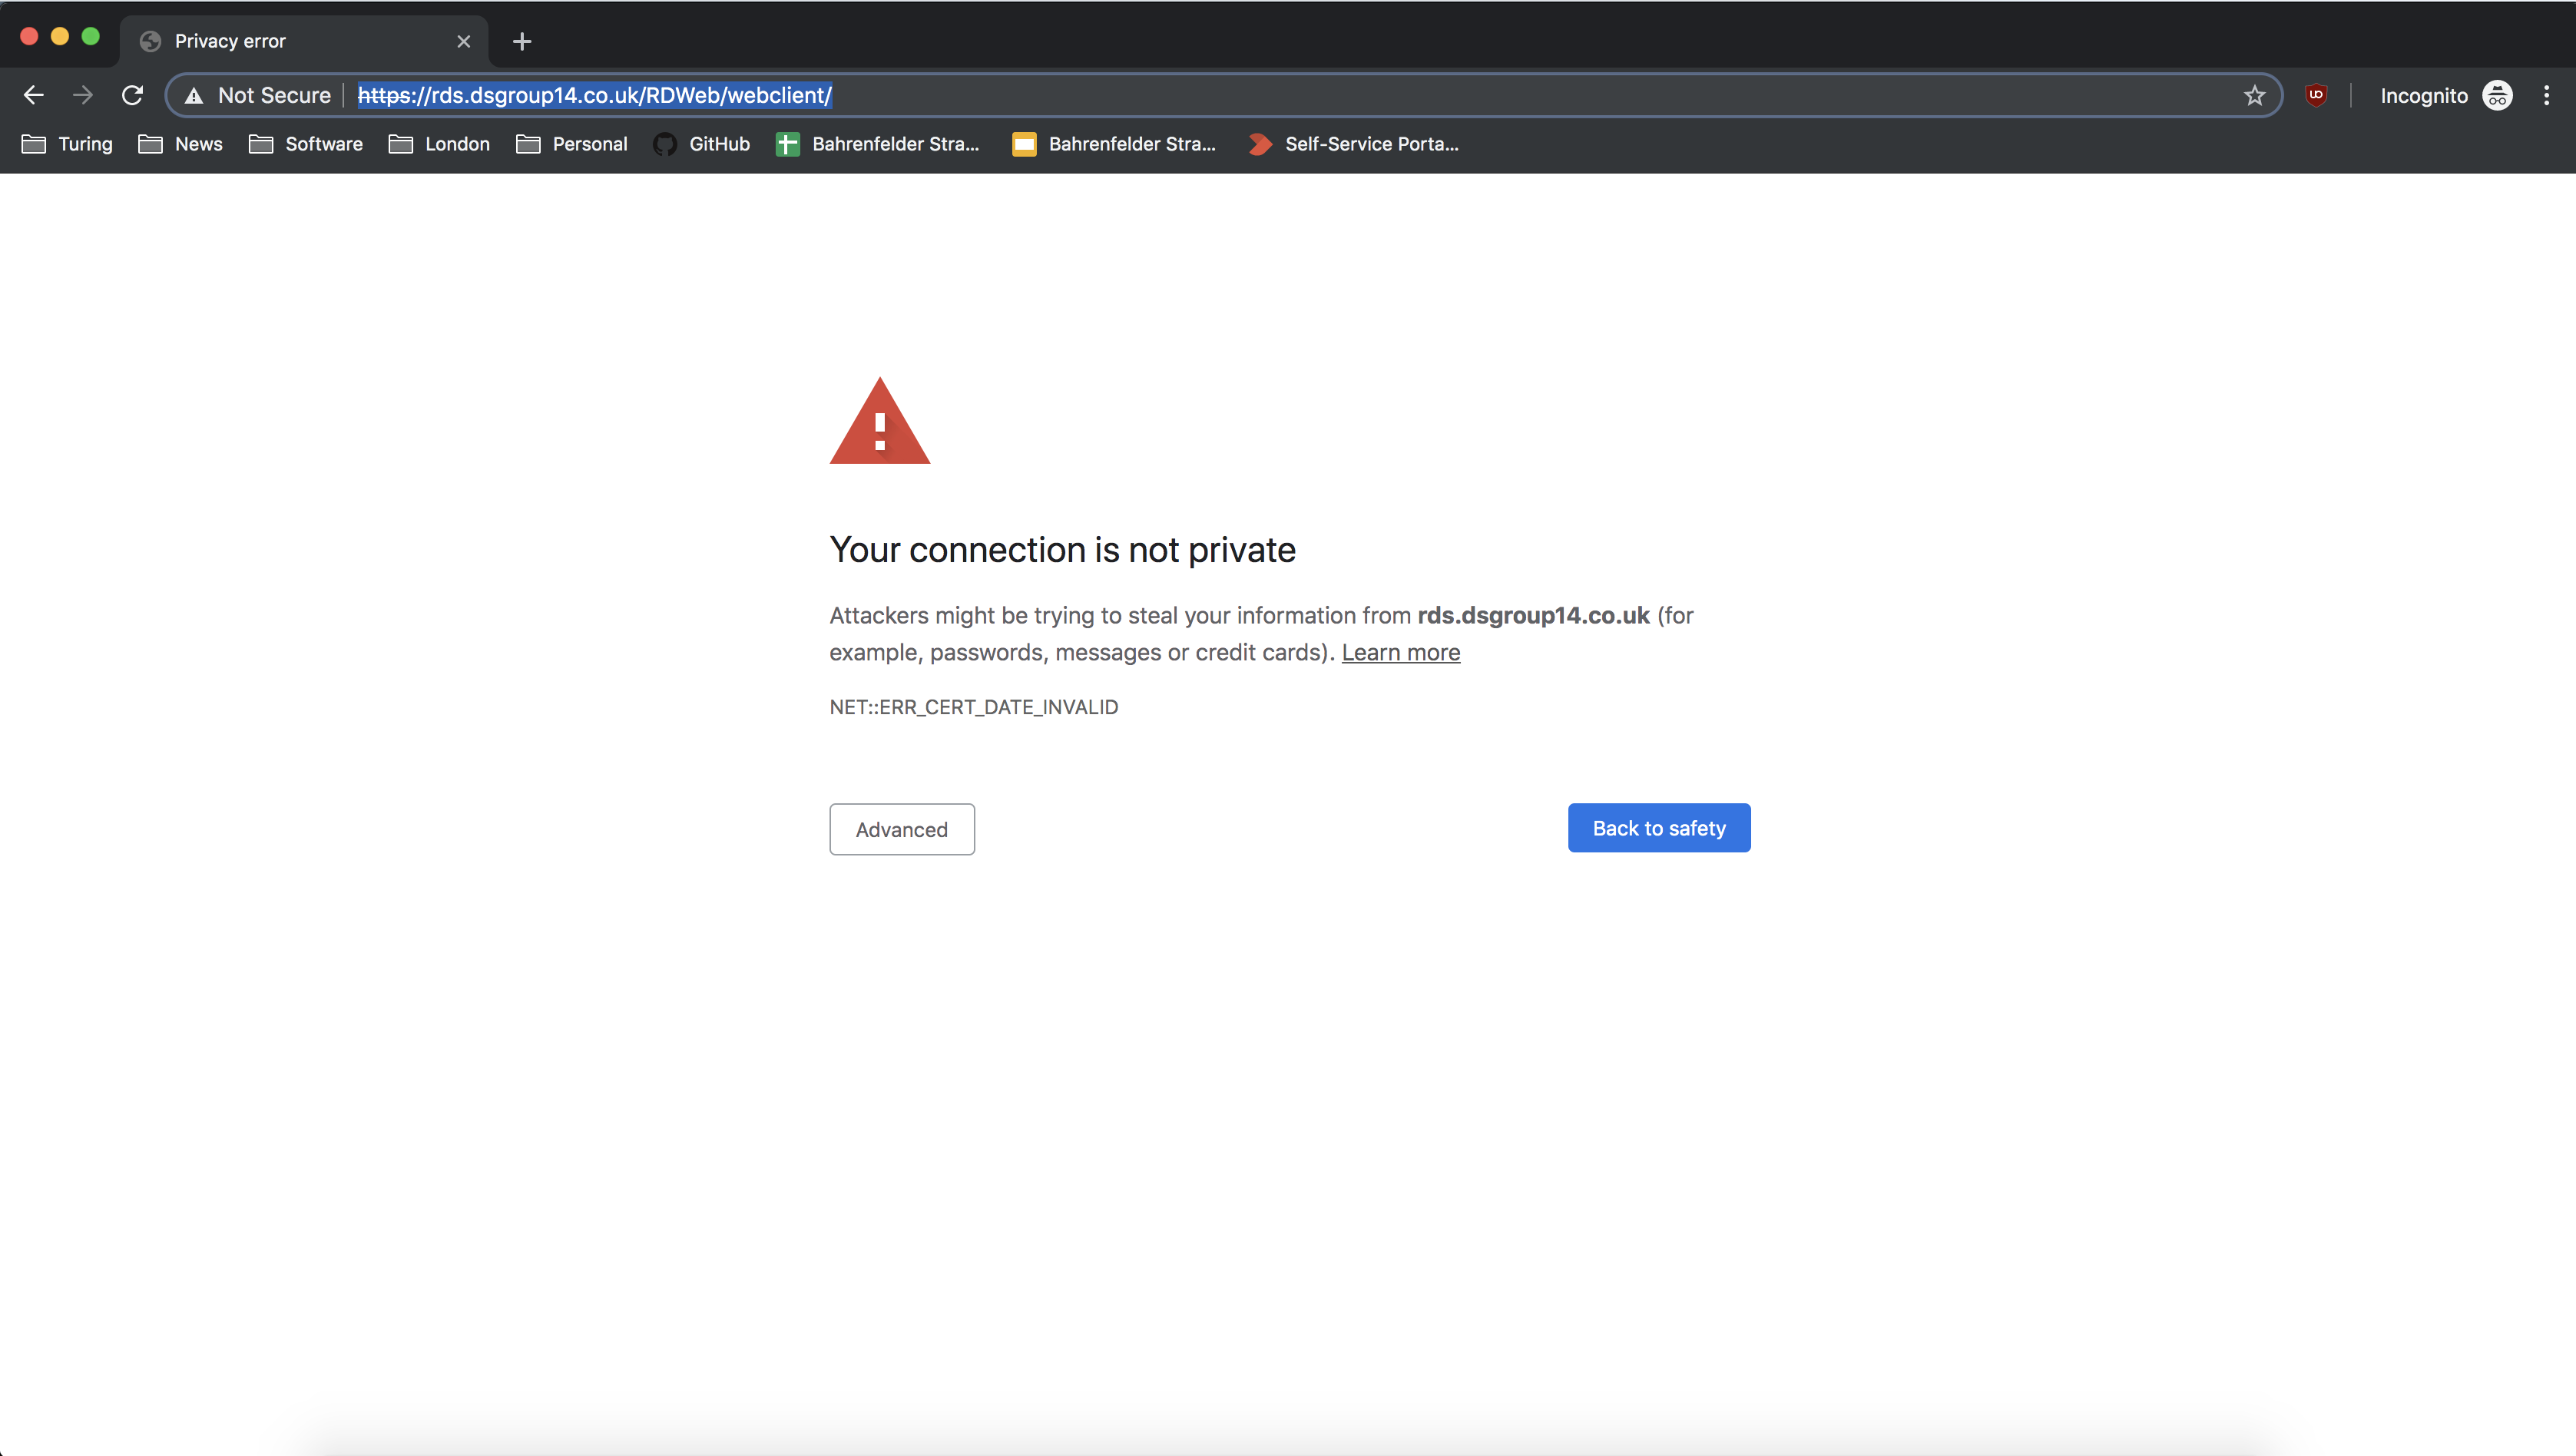 Privacy error
Not Secure https://rds.dsgroup14.co.uk/RDWeb/webclient/ Incognito
Turing News Software London Personal GitHub Bahrenfelder Stra... Bahrenfelder Stra... Self-Service Porta...
Your connection is not private
Attackers might be trying to steal your information from rds.dsgroup14.co.uk (for
example, passwords, messages or credit cards). Learn more
NET::ERR_CERT_DATE_INVALID
Advanced Back to safety